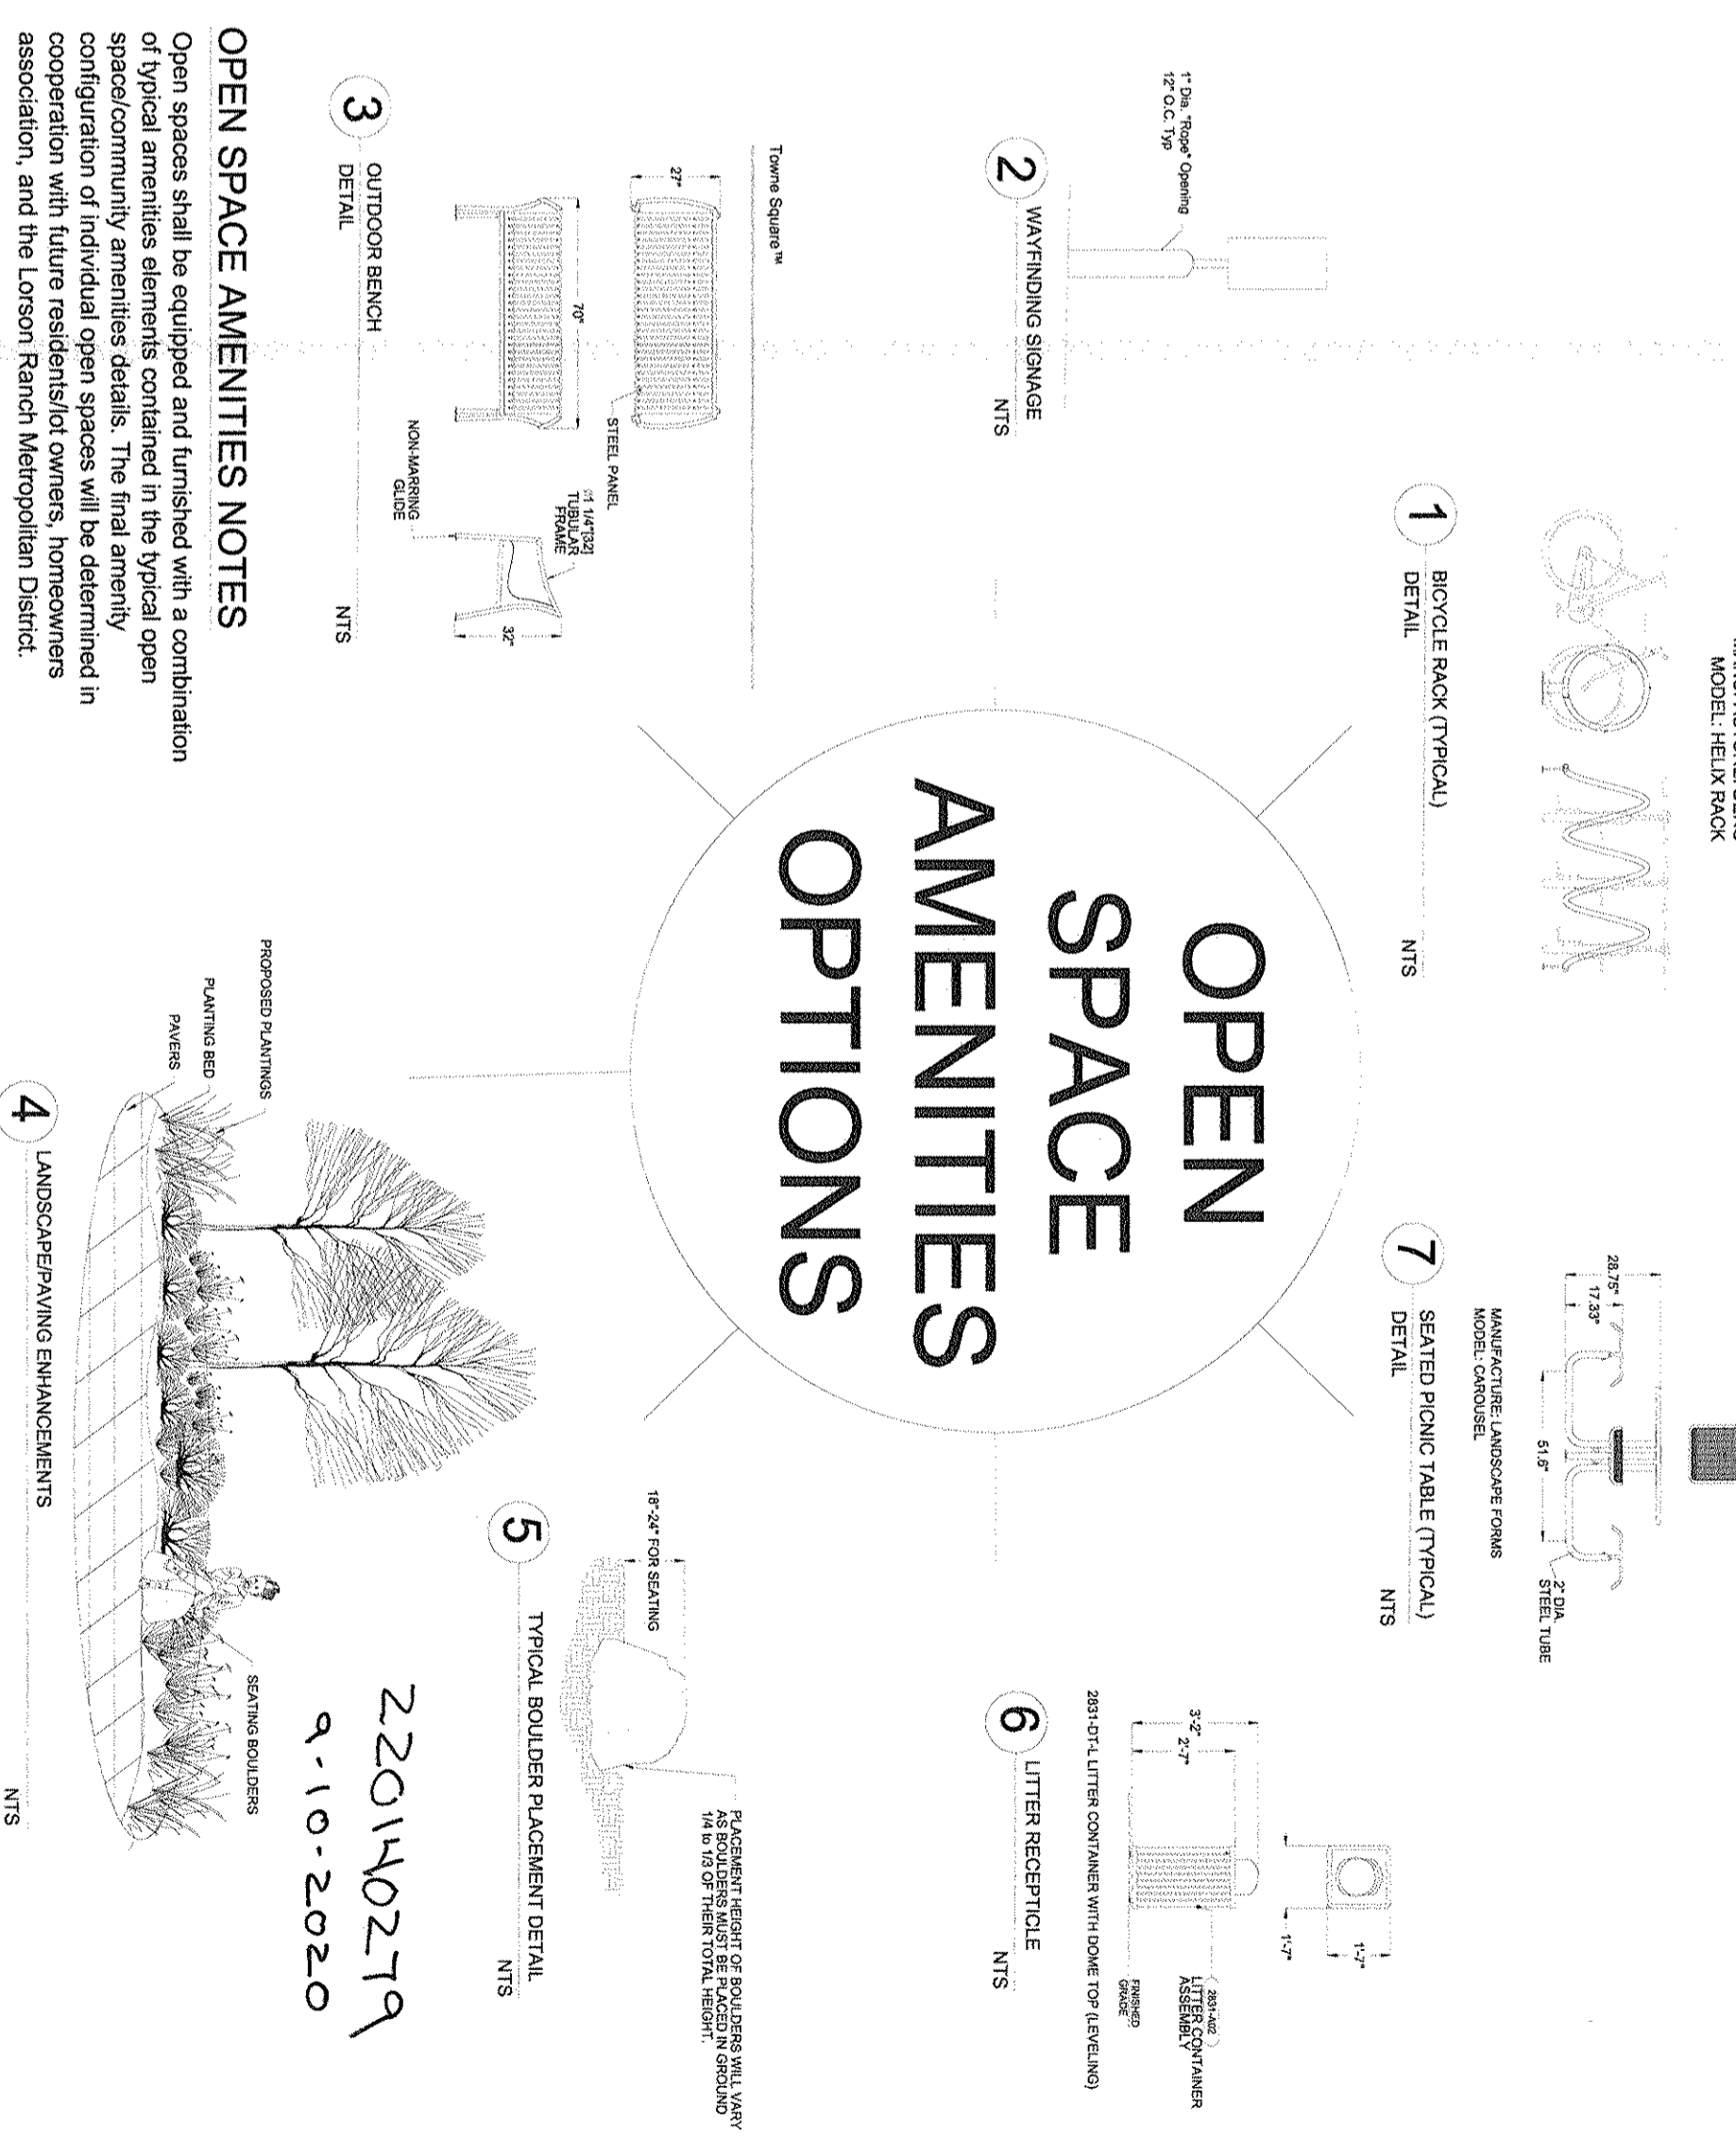 MODEL: HELIX RACK
1
BICYCLE RACK (TYPICAL)
DETAIL
NTS
28.75"
17.33"
51.6"
2" DIA.
STEEL TUBE
MANUFACTURE: LANDSCAPE FORMS
MODEL: CAROUSEL
7
SEATED PICNIC TABLE (TYPICAL)
DETAIL
NTS
1" Dia. "Rope" Opening
12" O.C. Typ
2
WAYFINDING SIGNAGE
NTS
OPEN
SPACE
AMENITIES
OPTIONS
1'-7"
1'-7"
3'-2"
2'-7"
2831-A02
LITTER CONTAINER
ASSEMBLY
FINISHED
GRADE
2831-DT-L LITTER CONTAINER WITH DOME TOP (LEVELING)
6
LITTER RECEPTICLE
NTS
Towne Square™
27"
70"
STEEL PANEL
ø1 1/4"[32]
TUBULAR
FRAME
NON-MARRING
GLIDE
32"
3
OUTDOOR BENCH
DETAIL
NTS
PLACEMENT HEIGHT OF BOULDERS WILL VARY
AS BOULDERS MUST BE PLACED IN GROUND
1/4 to 1/3 OF THEIR TOTAL HEIGHT.
18"-24" FOR SEATING
5
TYPICAL BOULDER PLACEMENT DETAIL
NTS
OPEN SPACE AMENITIES NOTES
Open spaces shall be equipped and furnished with a combination
of typical amenities elements contained in the typical open
space/community amenities details. The final amenity
configuration of individual open spaces will be determined in
cooperation with future residents/lot owners, homeowners
association, and the Lorson Ranch Metropolitan District.
PROPOSED PLANTINGS
PLANTING BED
PAVERS
SEATING BOULDERS
4
LANDSCAPE/PAVING ENHANCEMENTS
NTS
220140279
9-10-2020